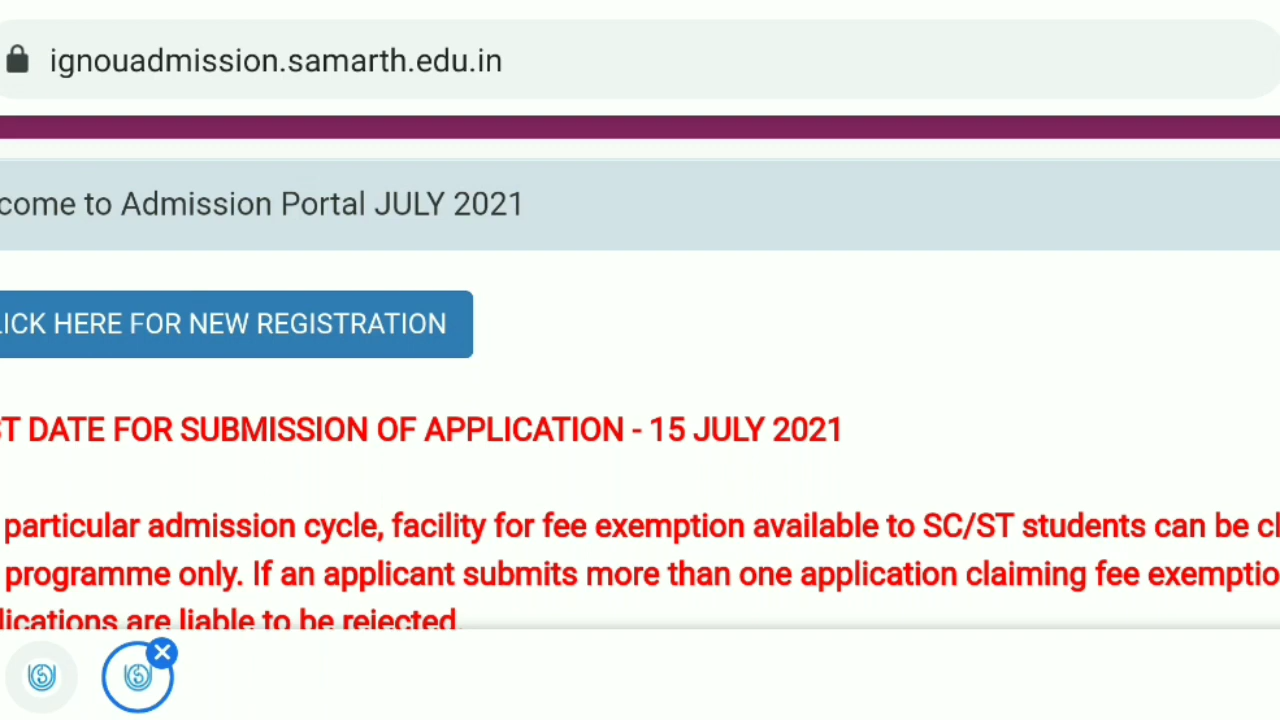 ignouadmission.samarth.edu.in
come to Admission Portal JULY 2021
LICK HERE FOR NEW REGISTRATION
ST DATE FOR SUBMISSION OF APPLICATION - 15 JULY 2021
particular admission cycle, facility for fee exemption available to SC/ST students can be cl
programme only. If an applicant submits more than one application claiming fee exemptio
lications are liable to be rejected.